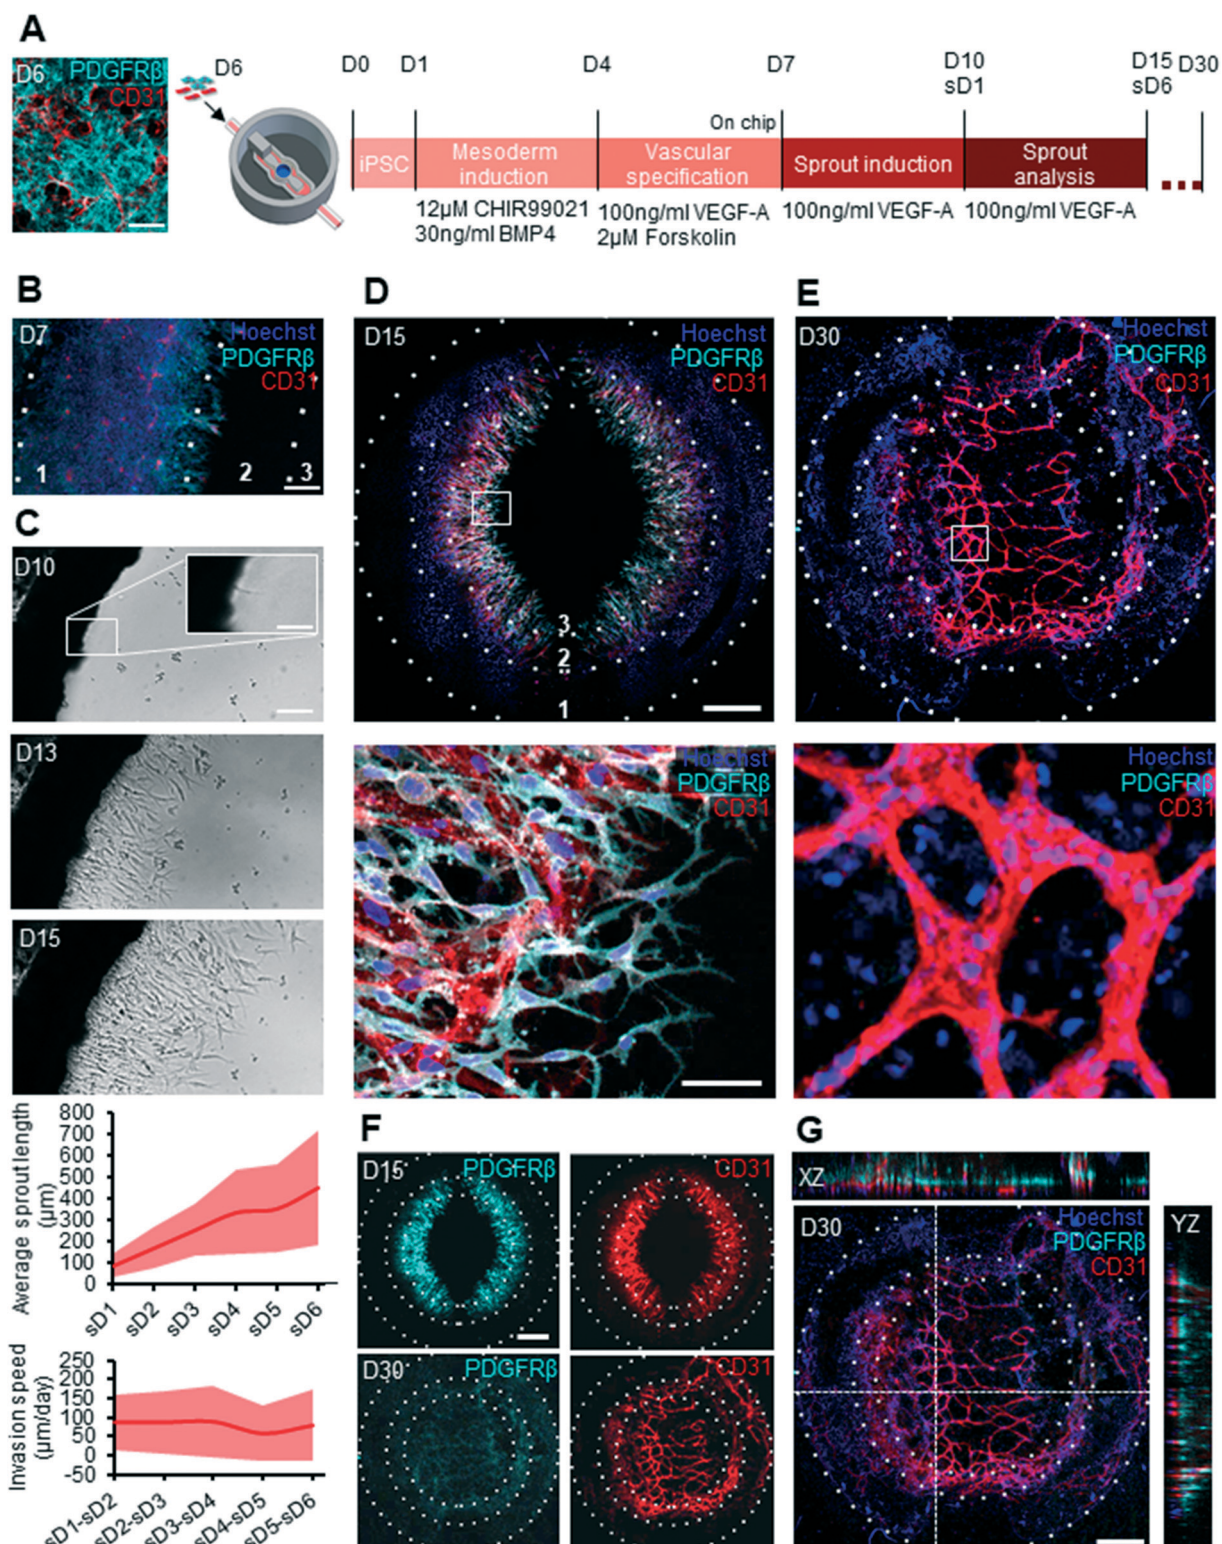 A
D6 PDGFRβ
CD31
D6
D0 D1 D4 D7 D10 D15 D30
sD1 sD6
On chip
iPSC
Mesoderm
induction
Vascular
specification
Sprout induction
Sprout
analysis
12µM CHIR99021
30ng/ml BMP4
100ng/ml VEGF-A
2µM Forskolin
100ng/ml VEGF-A
100ng/ml VEGF-A
B
D7 Hoechst
PDGFRβ
CD31
1 2 3
C
D10
D13
D15
Average sprout length
(µm)
800
700
600
500
400
300
200
100
0
sD1 sD2 sD3 sD4 sD5 sD6
Invasion speed
(µm/day)
250
200
150
100
50
0
-50
sD1-sD2 sD2-sD3 sD3-sD4 sD4-sD5 sD5-sD6
D
D15 Hoechst
PDGFRβ
CD31
3
2
1
Hoechst
PDGFRβ
CD31
E
D30 Hoechst
PDGFRβ
CD31
Hoechst
PDGFRβ
CD31
F
D15 PDGFRβ
CD31
D30 PDGFRβ
CD31
G
XZ
D30 Hoechst
PDGFRβ
CD31
YZ